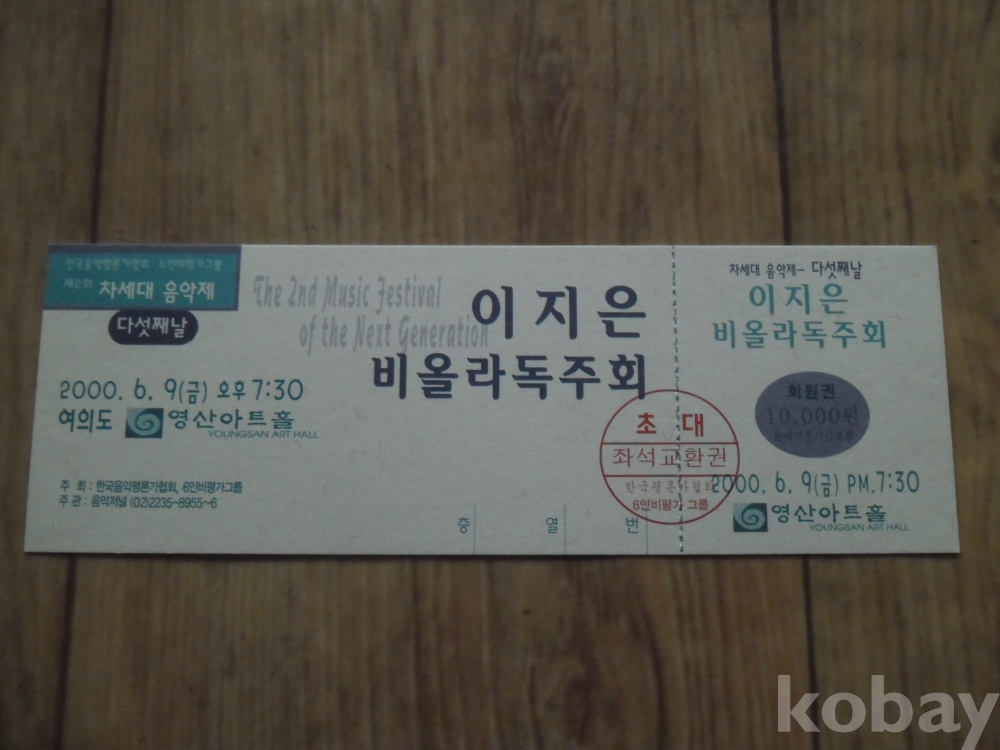 한국음악평론가협회 · 6인비평가그룹
제2회 차세대 음악제
다섯째날
The 2nd Music Festival
of the Next Generation
이지은
비올라독주회
2000. 6. 9(금) 오후 7:30
여의도 영산아트홀
YOUNGSAN ART HALL
주 최 : 한국음악평론가협회, 6인비평가그룹
주 관 : 음악저널 (02)2235-8955~6
층 열 번
초 대
좌석교환권
한국평론가협회
6인비평가 그룹
차세대 음악제- 다섯째날
이지은
비올라독주회
회원권
10,000원
2000. 6. 9(금) PM.7:30
영산아트홀
YOUNGSAN ART HALL
kobay